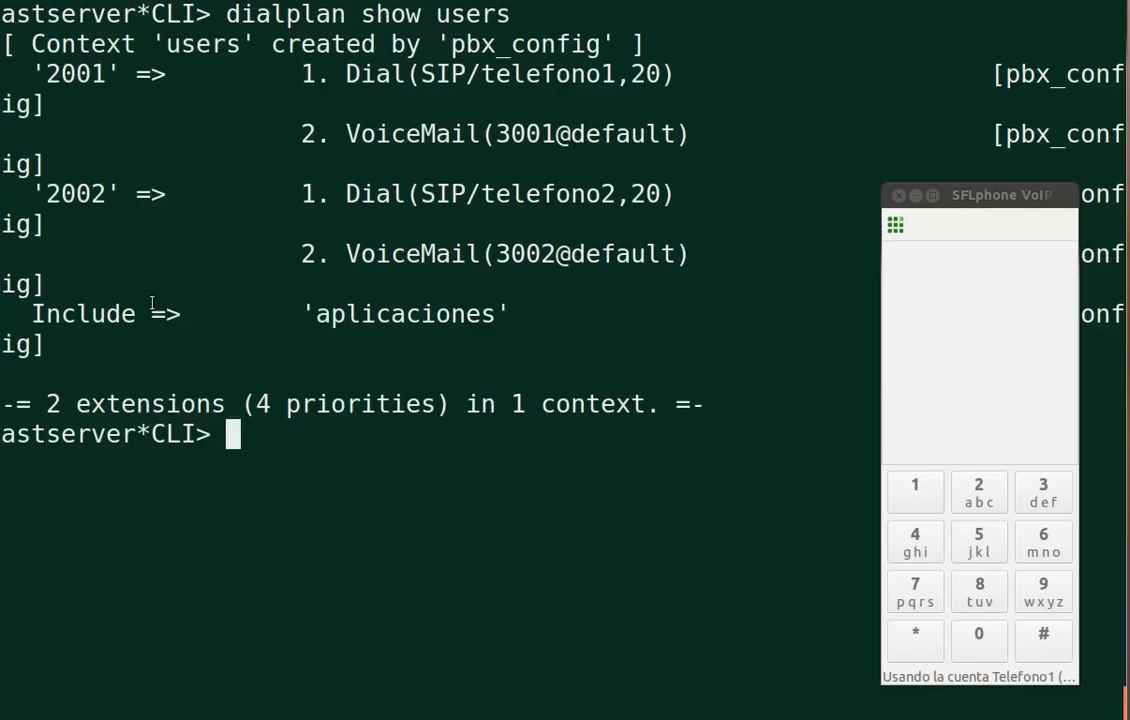 astserver*CLI> dialplan show users
[ Context 'users' created by 'pbx_config' ]
'2001' => 1. Dial(SIP/telefono1,20) [pbx_conf
ig]
2. VoiceMail(3001@default) [pbx_conf
ig]
'2002' => 1. Dial(SIP/telefono2,20) onf
ig]
2. VoiceMail(3002@default) onf
ig]
Include => 'aplicaciones' onf
ig]
-= 2 extensions (4 priorities) in 1 context. =-
astserver*CLI>
SFLphone VoIP
1
2
3
abc
def
4
5
6
ghi
jkl
mno
7
8
9
pqrs
tuv
wxyz
*
0
#
Usando la cuenta Telefono1 (...